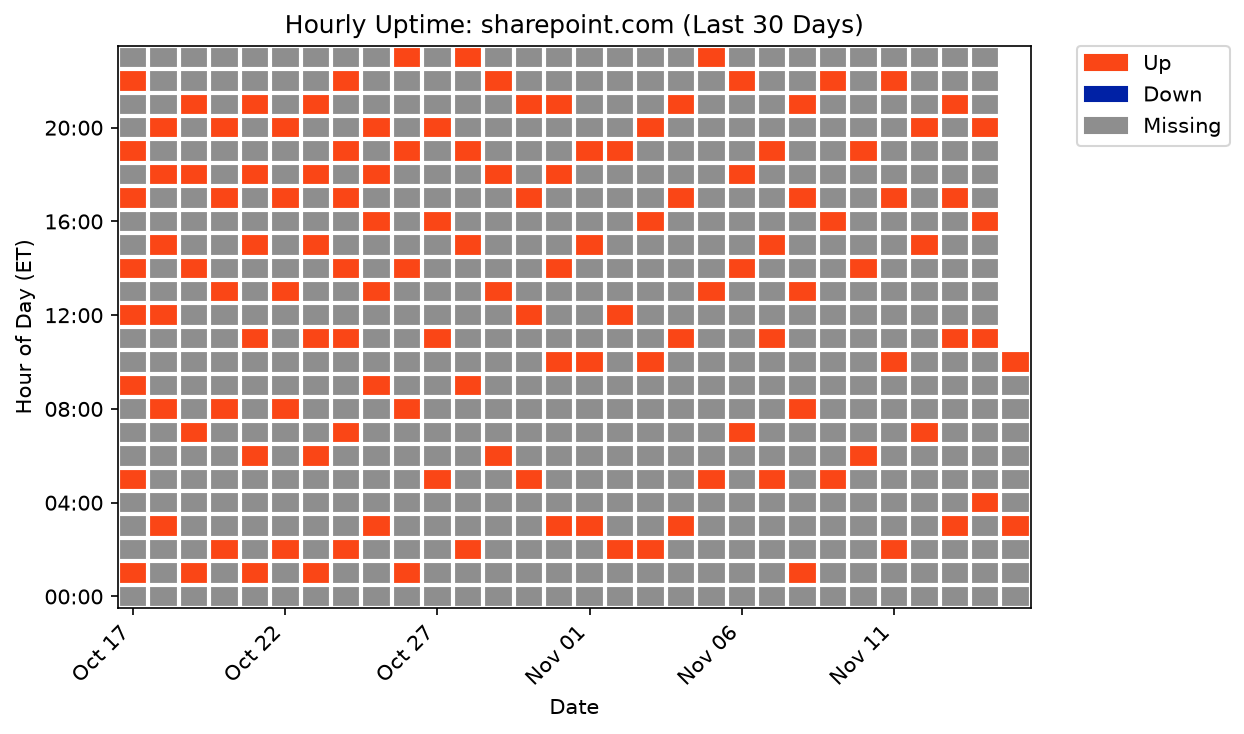 Hourly Uptime: sharepoint.com (Last 30 Days)
Up
Down
Missing
Hour of Day (ET)
20:00
16:00
12:00
08:00
04:00
00:00
Oct 17
Oct 22
Oct 27
Nov 01
Nov 06
Nov 11
Date